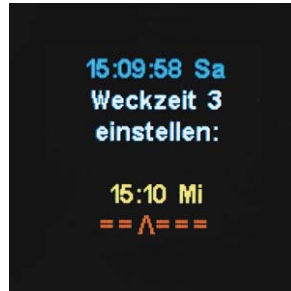 15:09:58 Sa
Weckzeit 3
einstellen:
15:10 Mi
==Λ===